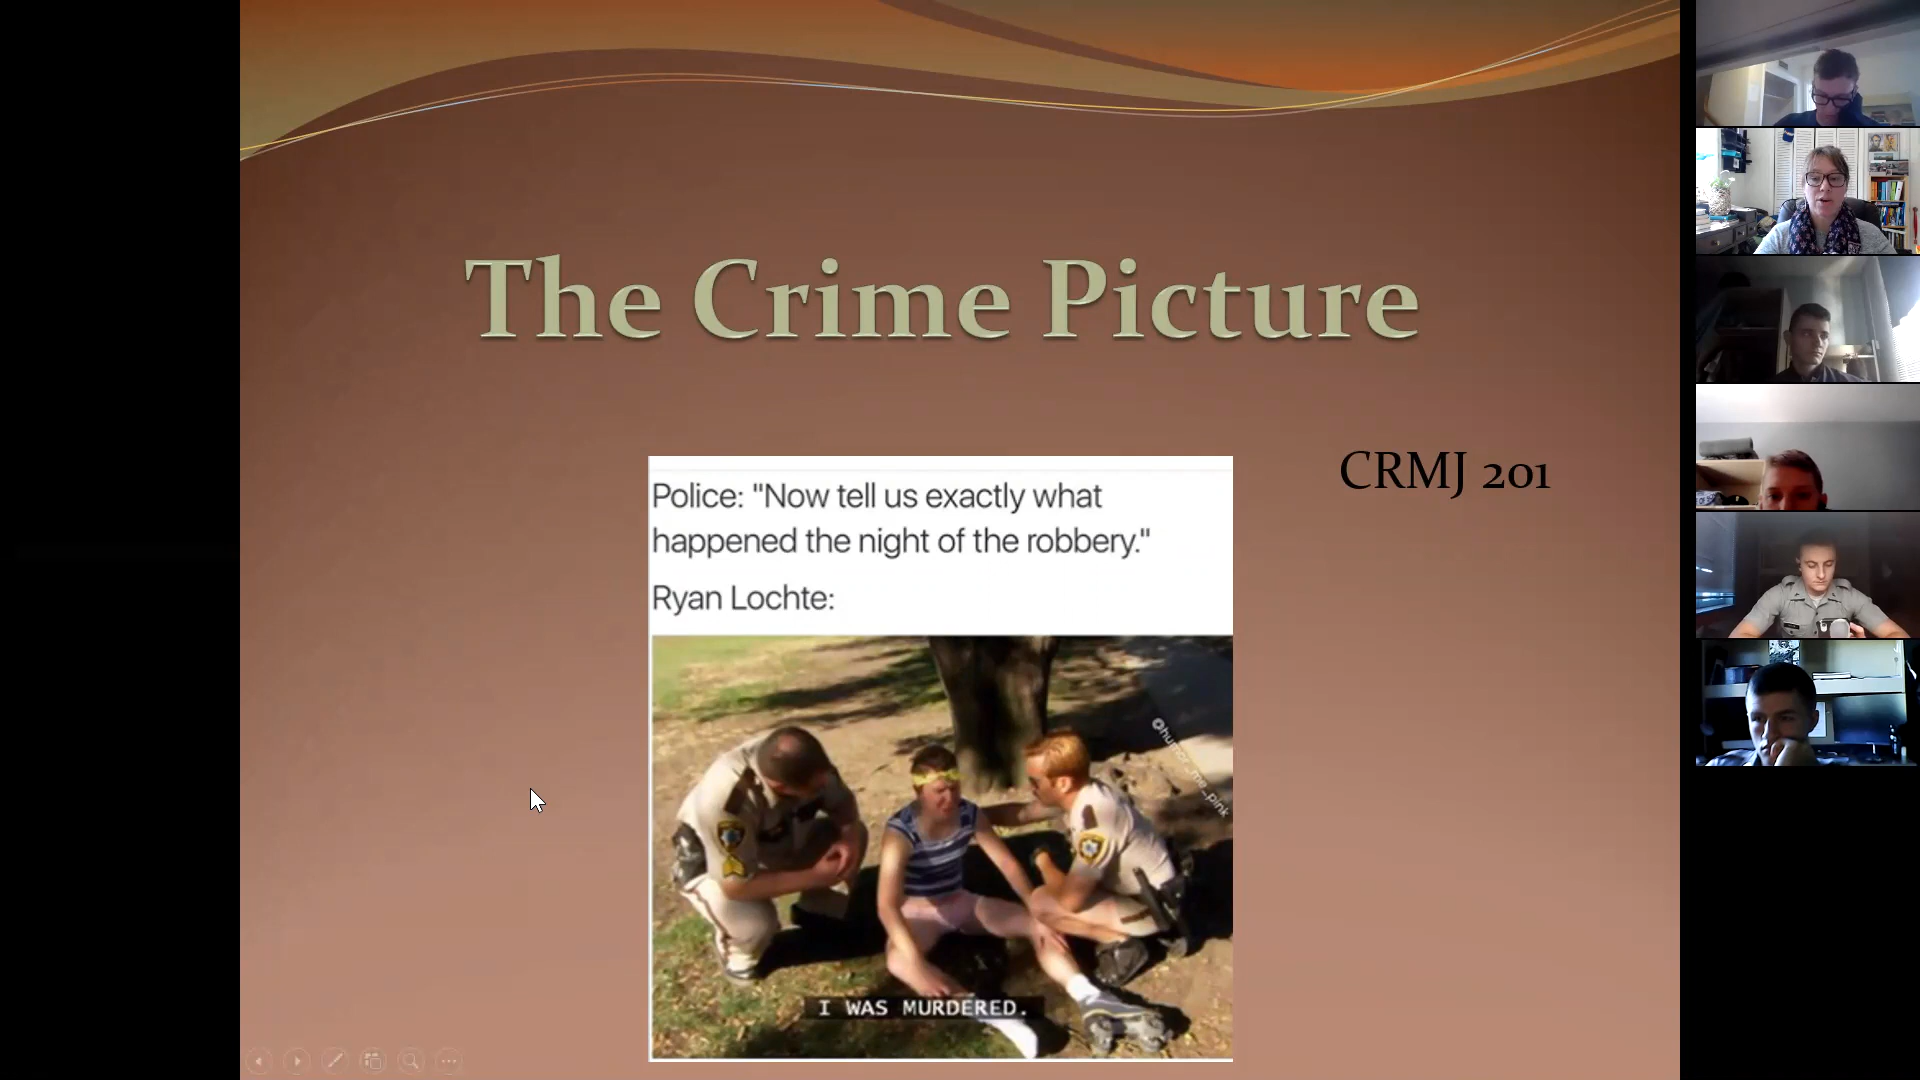 The Crime Picture
CRMJ 201
Police: "Now tell us exactly what
happened the night of the robbery."
Ryan Lochte:
@humor_me_pink
I WAS MURDERED.